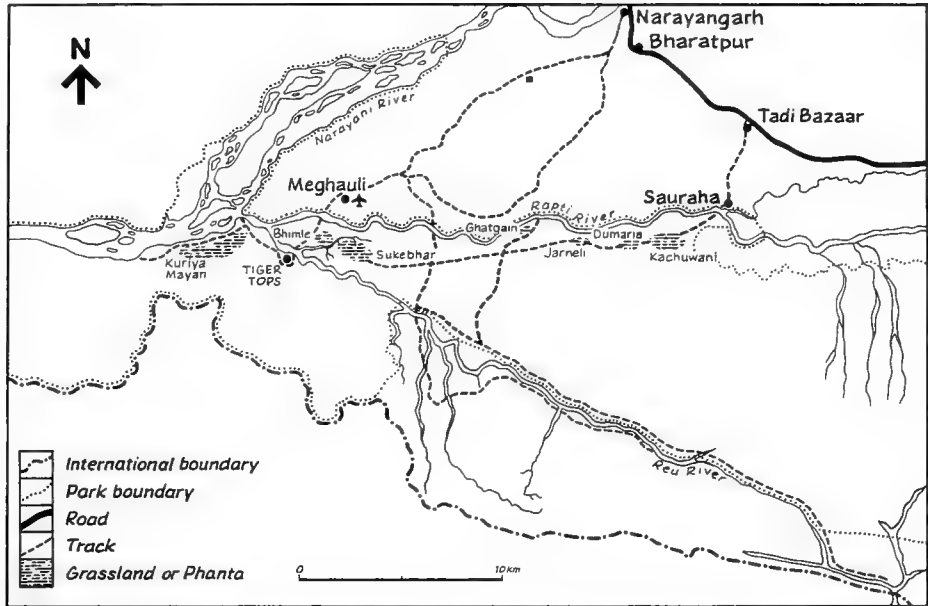 N
Narayangarh
Bharatpur
Tadi Bazaar
Narayani River
Meghauli
Sauraha
Rapti River
Bhimle
Ghatgain
Dumaria
Kuriya
Mayan
TIGER
TOPS
Sukebhar
Jarneli
Kachuwani
Reu River
International boundary
Park boundary
Road
Track
Grassland or Phanta
0 10Km